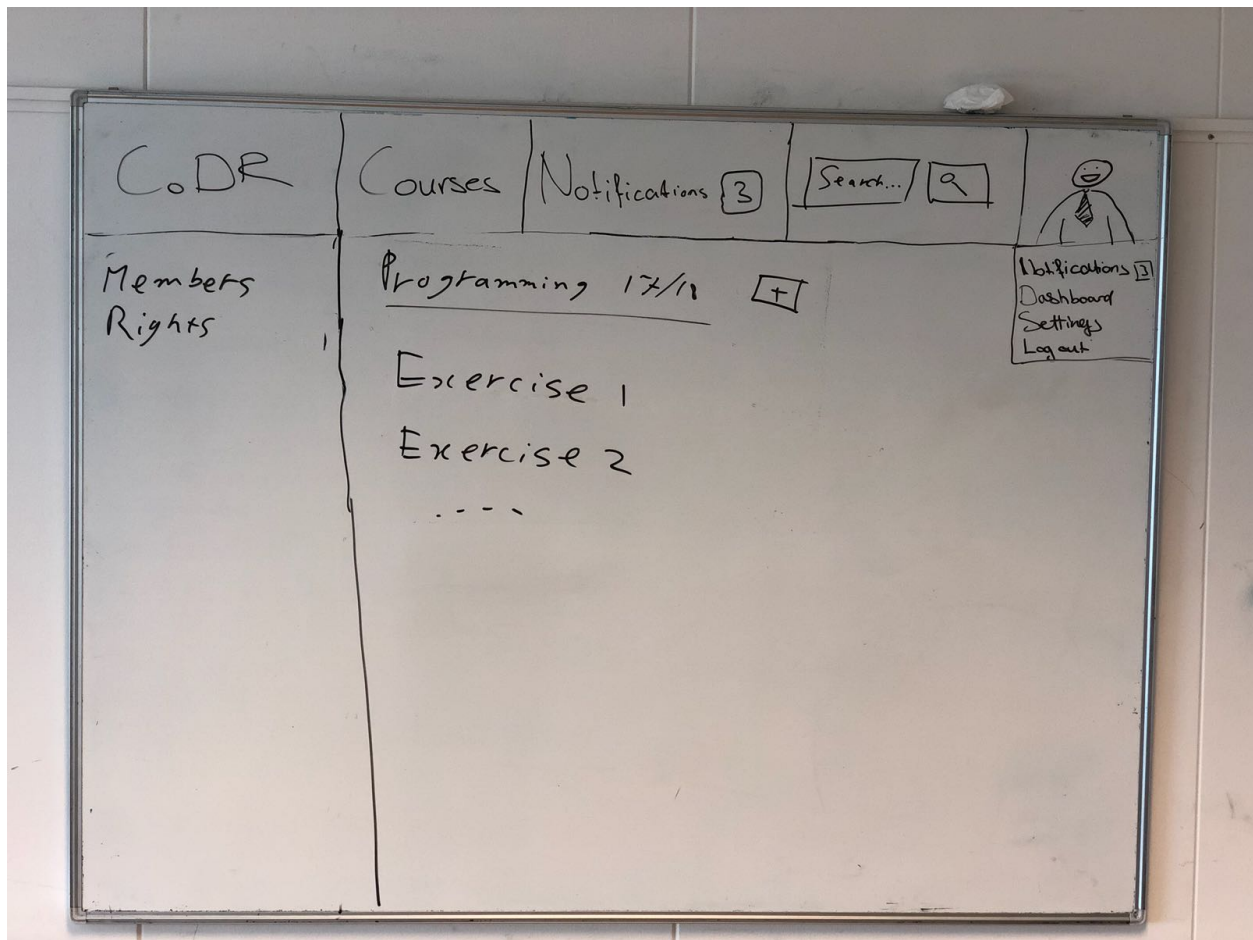 CoDR
Courses
Notifications 3
Search...
Notifications 3
Dashboard
Settings
Log out
Members
Rights
Programming 17/18 +
Exercise 1
Exercise 2
....